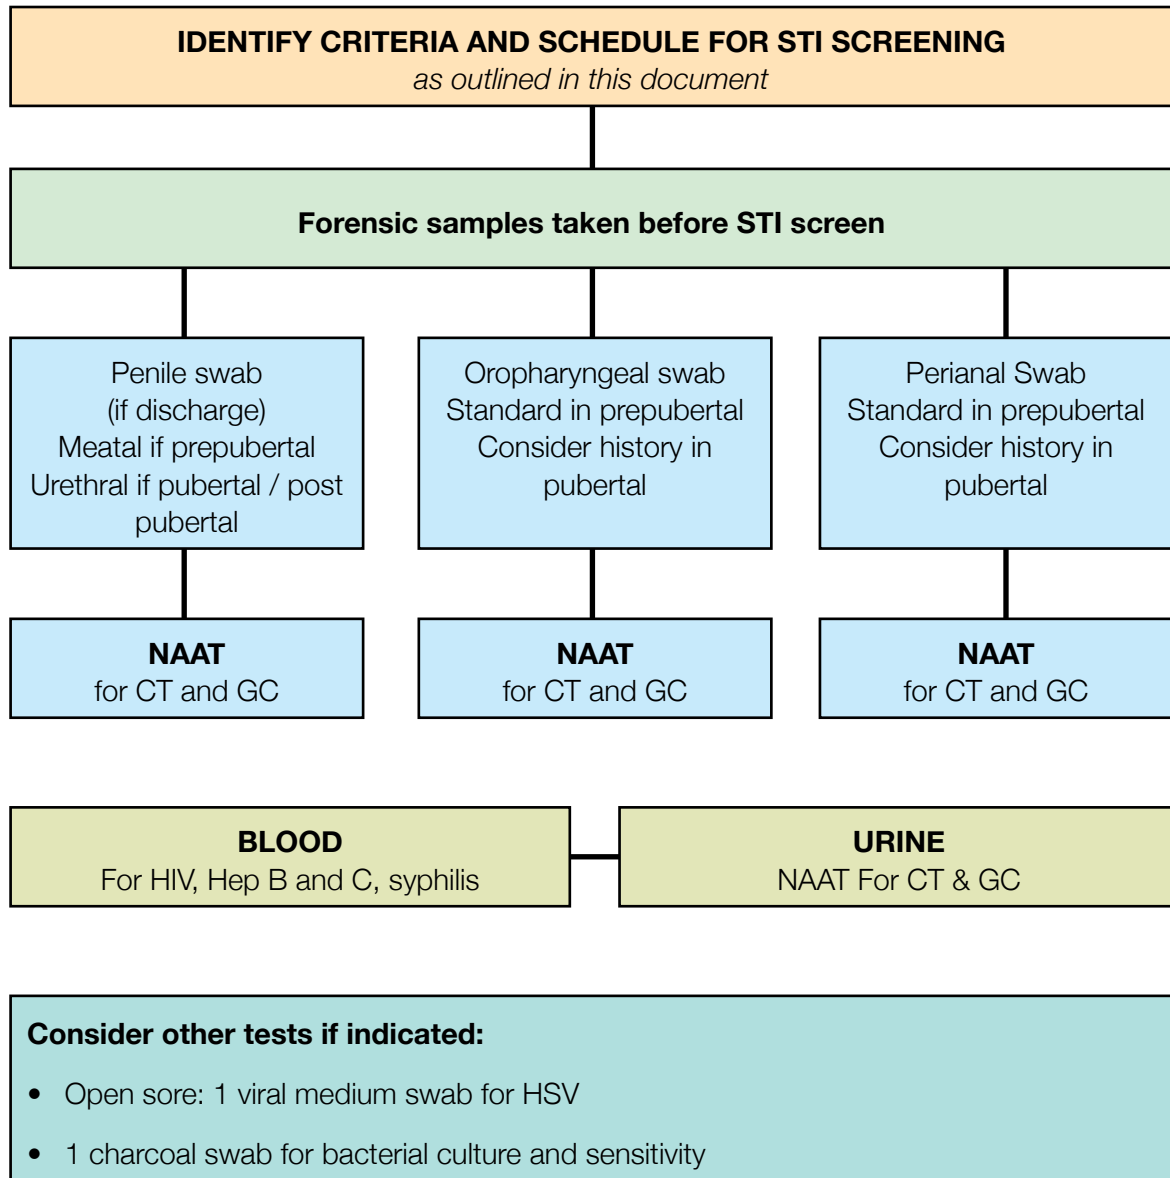 IDENTIFY CRITERIA AND SCHEDULE FOR STI SCREENING
as outlined in this document
Forensic samples taken before STI screen
Penile swab
(if discharge)
Meatal if prepubertal
Urethral if pubertal / post
pubertal
Oropharyngeal swab
Standard in prepubertal
Consider history in
pubertal
Perianal Swab
Standard in prepubertal
Consider history in
pubertal
NAAT
for CT and GC
NAAT
for CT and GC
NAAT
for CT and GC
BLOOD
For HIV, Hep B and C, syphilis
URINE
NAAT For CT & GC
Consider other tests if indicated:
• Open sore: 1 viral medium swab for HSV
• 1 charcoal swab for bacterial culture and sensitivity